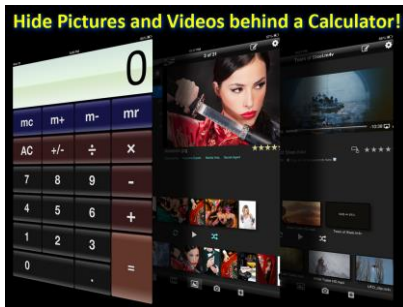 Hide Pictures and Videos behind a Calculator!
0
mc m+ m- mr
AC +/- ÷ ×
7 8 9 -
4 5 6 +
1 2 3
0 . =